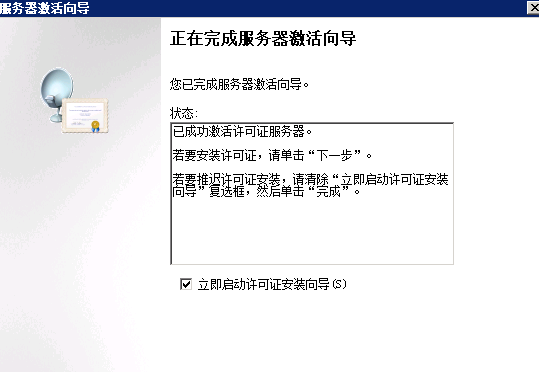 服务器激活向导
正在完成服务器激活向导
您已完成服务器激活向导。
状态:
已成功激活许可证服务器。
若要安装许可证，请单击“下一步”。
若要推迟许可证安装，请清除“立即启动许可证安装
向导”复选框，然后单击“完成”。
立即启动许可证安装向导(S)